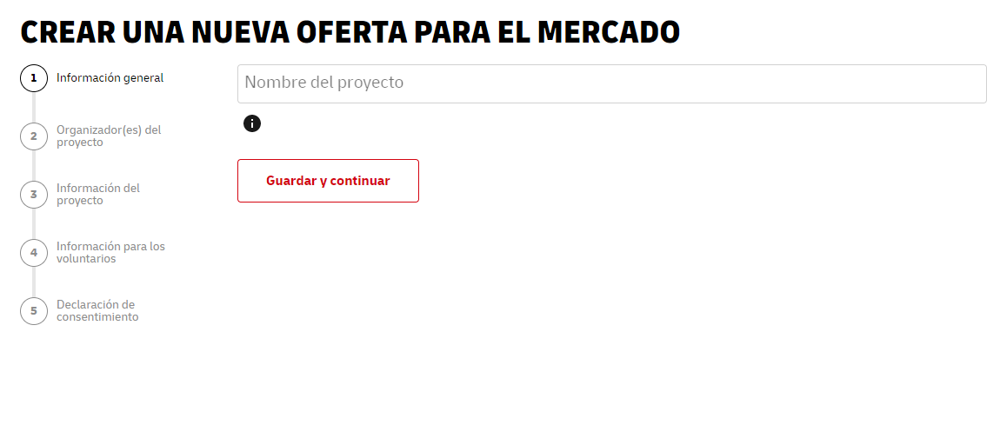 CREAR UNA NUEVA OFERTA PARA EL MERCADO
1 Información general
Nombre del proyecto
i
2 Organizador(es) del
proyecto
Guardar y continuar
3 Información del
proyecto
4 Información para los
voluntarios
5 Declaración de
consentimiento